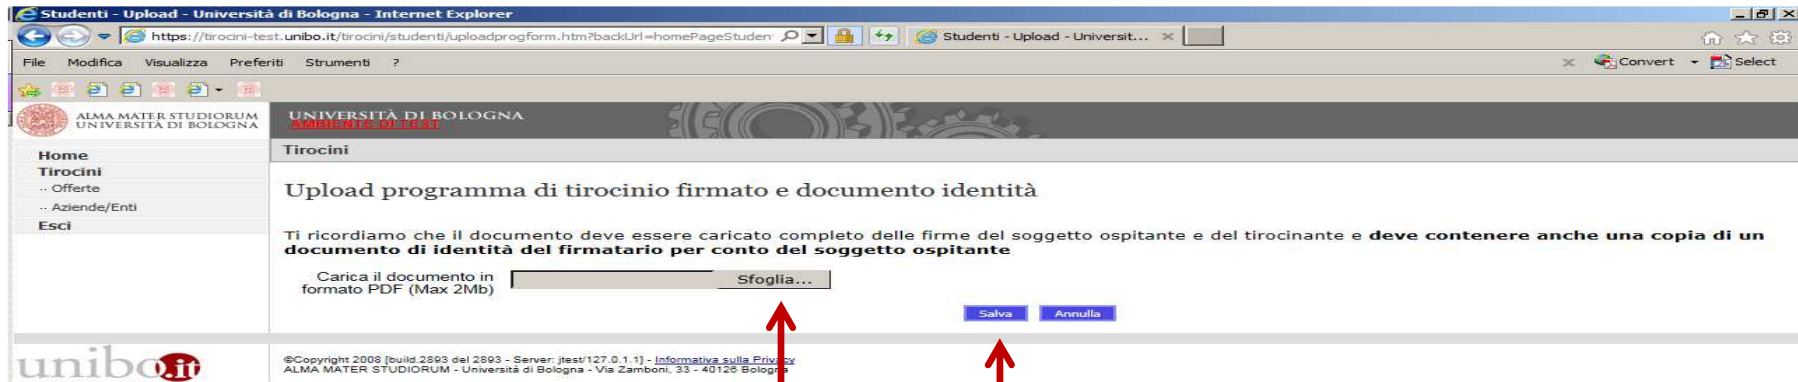 Studenti - Upload - Università di Bologna - Internet Explorer
https://tirocini-test.unibo.it/tirocini/studenti/uploadprogform.htm?backUrl=homePageStuden
Studenti - Upload - Universit...
File Modifica Visualizza Preferiti Strumenti ?
Convert Select
ALMA MATER STUDIORUM
UNIVERSITÀ DI BOLOGNA
UNIVERSITÀ DI BOLOGNA
AMBIENTE DI TEST
Home
Tirocini
Offerte
Aziende/Enti
Esci
Tirocini
Upload programma di tirocinio firmato e documento identità
Ti ricordiamo che il documento deve essere caricato completo delle firme del soggetto ospitante e del tirocinante e deve contenere anche una copia di un
documento di identità del firmatario per conto del soggetto ospitante
Carica il documento in
formato PDF (Max 2Mb)
Sfoglia...
Salva Annulla
unibo.it
©Copyright 2008 [build.2893 del 2893 - Server: jtest/127.0.1.1] - Informativa sulla Privacy
ALMA MATER STUDIORUM - Università di Bologna - Via Zamboni, 33 - 40126 Bologna